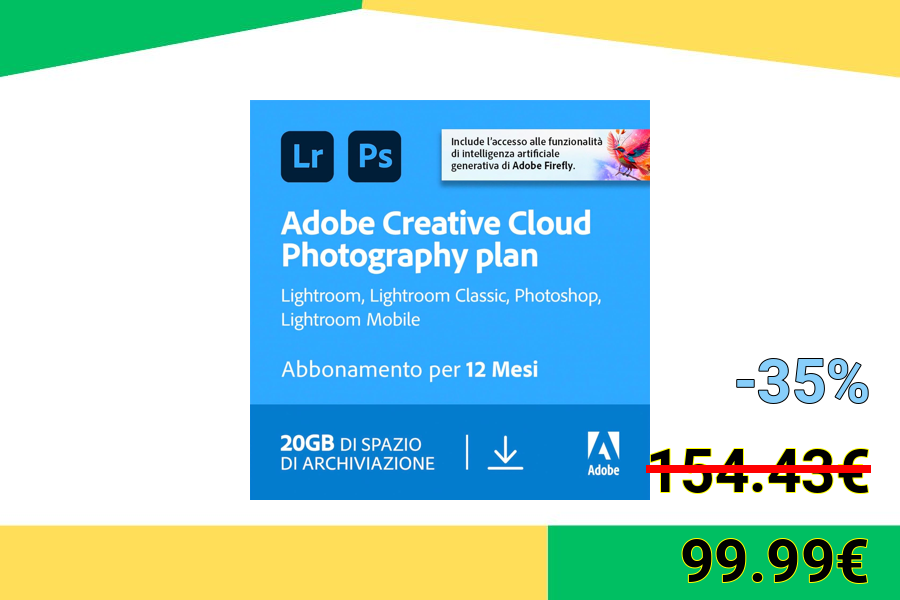 Lr Ps
Include l'accesso alle funzionalità
di intelligenza artificiale
generativa di Adobe Firefly.
Adobe Creative Cloud
Photography plan
Lightroom, Lightroom Classic, Photoshop,
Lightroom Mobile
Abbonamento per 12 Mesi
20GB DI SPAZIO
DI ARCHIVIAZIONE
Adobe
-35%
154.43€
99.99€